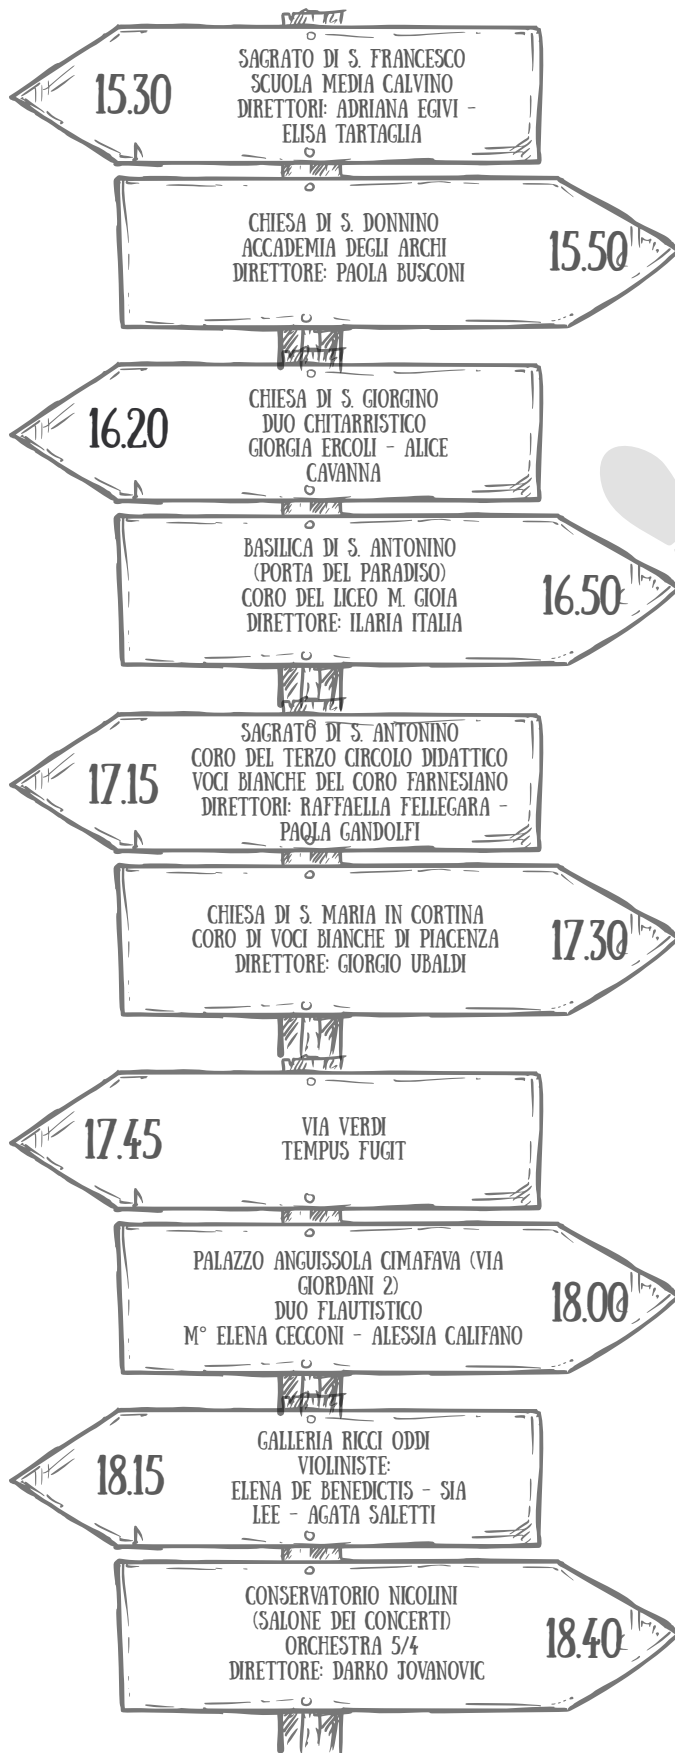 15.30
SAGRATO DI S. FRANCESCO
SCUOLA MEDIA CALVINO
DIRETTORI: ADRIANA EGIVI -
ELISA TARTAGLIA
CHIESA DI S. DONNINO
ACCADEMIA DEGLI ARCHI
DIRETTORE: PAOLA BUSCONI
15.50
16.20
CHIESA DI S. GIORGINO
DUO CHITARRISTICO
GIORGIA ERCOLI - ALICE
CAVANNA
BASILICA DI S. ANTONINO
(PORTA DEL PARADISO)
CORO DEL LICEO M. GIOIA
DIRETTORE: ILARIA ITALIA
16.50
17.15
SAGRATO DI S. ANTONINO
CORO DEL TERZO CIRCOLO DIDATTICO
VOCI BIANCHE DEL CORO FARNESIANO
DIRETTORI: RAFFAELLA FELLEGARA -
PAOLA GANDOLFI
CHIESA DI S. MARIA IN CORTINA
CORO DI VOCI BIANCHE DI PIACENZA
DIRETTORE: GIORGIO UBALDI
17.30
17.45
VIA VERDI
TEMPUS FUGIT
PALAZZO ANGUISSOLA CIMAFAVA (VIA
GIORDANI 2)
DUO FLAUTISTICO
M° ELENA CECCONI - ALESSIA CALIFANO
18.00
18.15
GALLERIA RICCI ODDI
VIOLINISTE:
ELENA DE BENEDICTIS - SIA
LEE - AGATA SALETTI
CONSERVATORIO NICOLINI
(SALONE DEI CONCERTI)
ORCHESTRA 5/4
DIRETTORE: DARKO JOVANOVIC
18.40